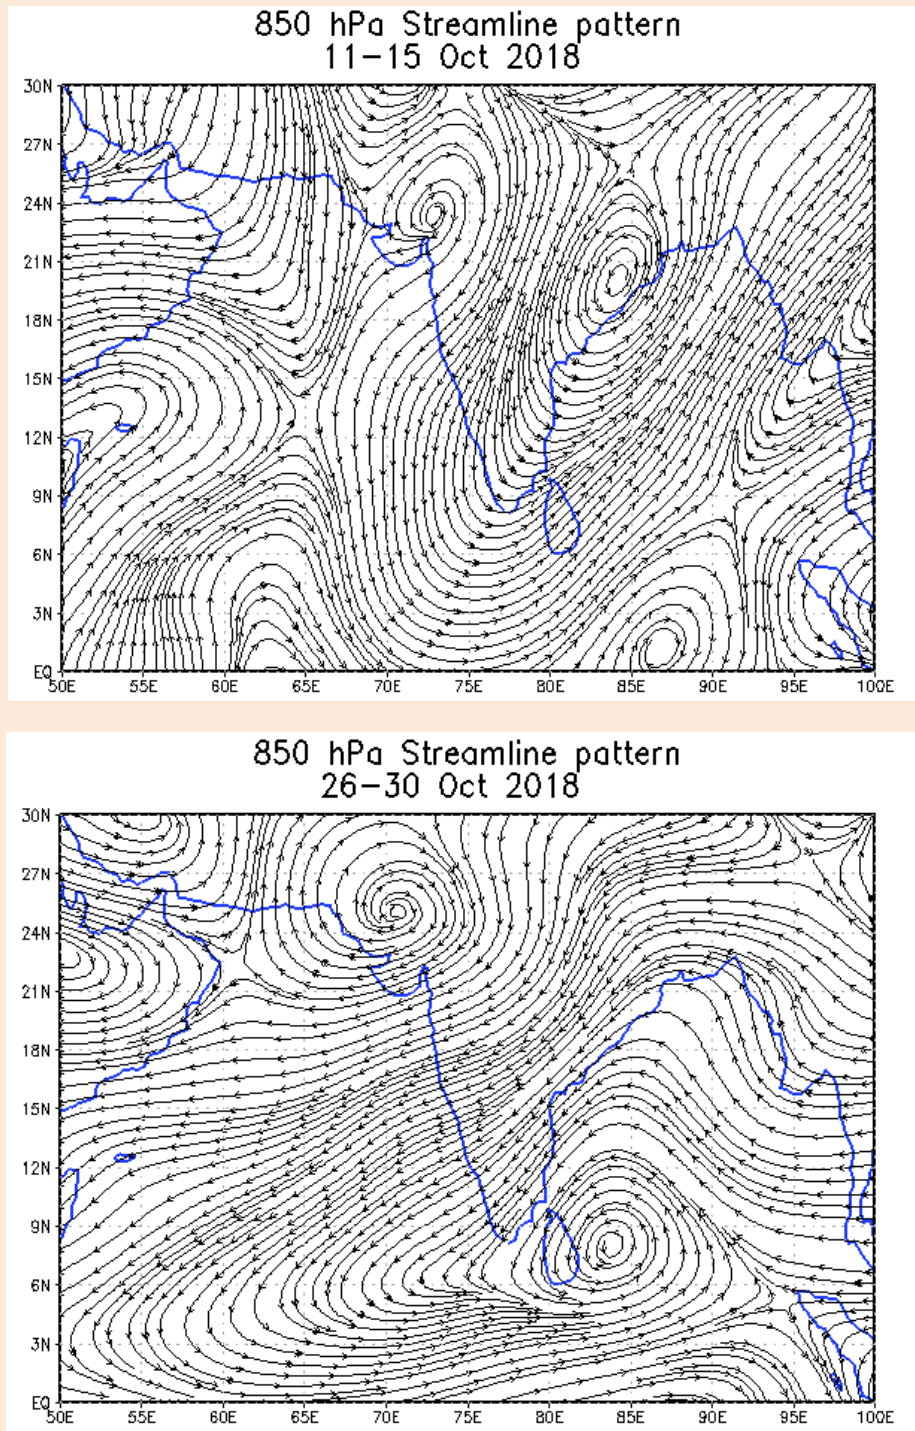 850 hPa Streamline pattern
11-15 Oct 2018
30N
27N
24N
21N
18N
15N
12N
9N
6N
3N
EQ
50E 55E 60E 65E 70E 75E 80E 85E 90E 95E 100E
850 hPa Streamline pattern
26-30 Oct 2018
30N
27N
24N
21N
18N
15N
12N
9N
6N
3N
EQ
50E 55E 60E 65E 70E 75E 80E 85E 90E 95E 100E